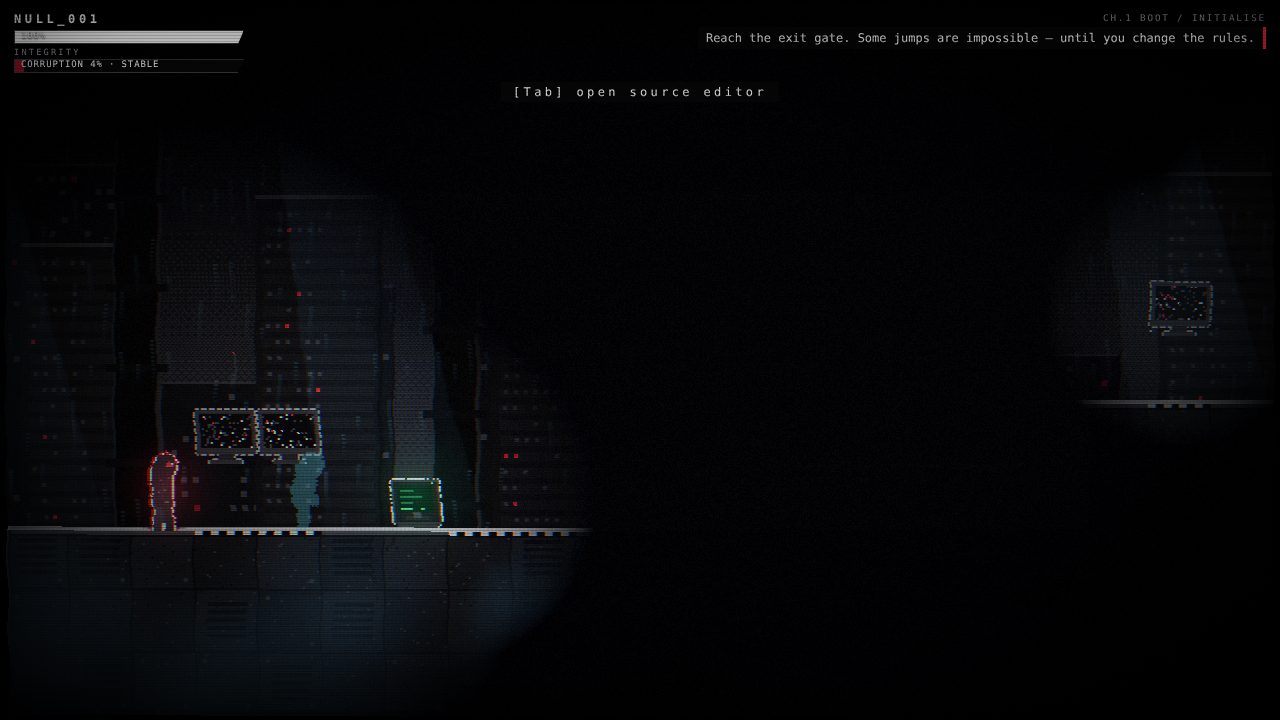 NULL_001
CH.1 BOOT / INITIALISE
100%
Reach the exit gate. Some jumps are impossible — until you change the rules.
INTEGRITY
CORRUPTION 4% · STABLE
[Tab] open source editor